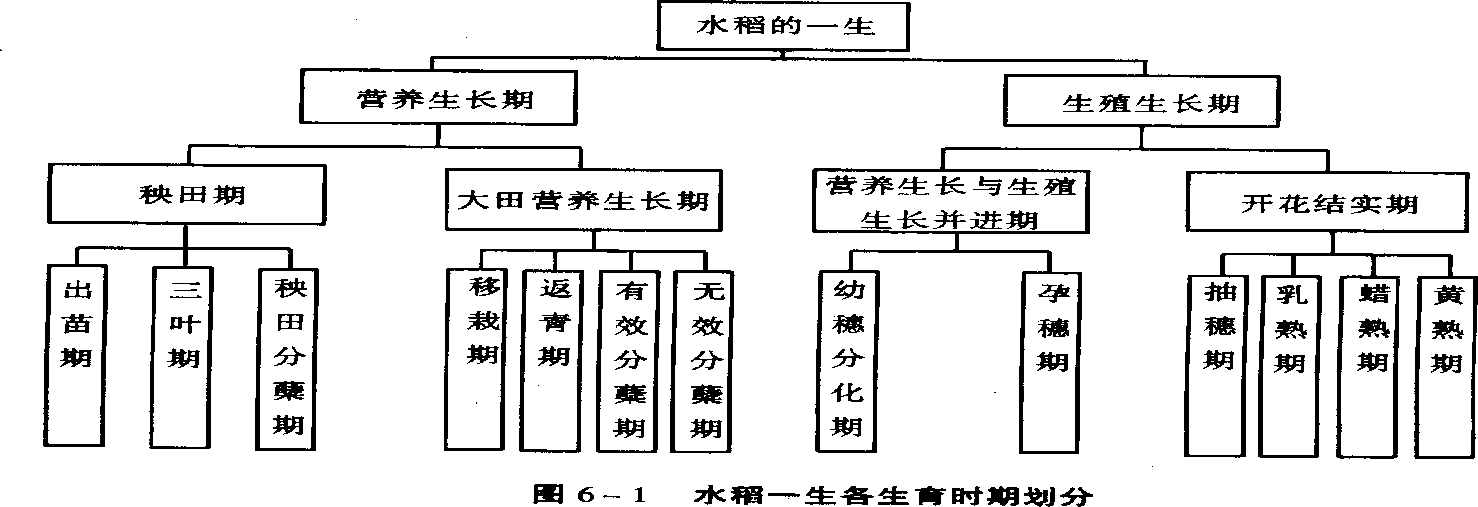 水稻的一生
营养生长期
生殖生长期
秧田期
大田营养生长期
营养生长与生殖
生长并进期
开花结实期
出苗期
三叶期
秧田分蘖期
移栽期
返青期
有效分蘖期
无效分蘖期
幼穗分化期
孕穗期
抽穗期
乳熟期
蜡熟期
黄熟期
图 6-1 水稻一生各生育时期划分